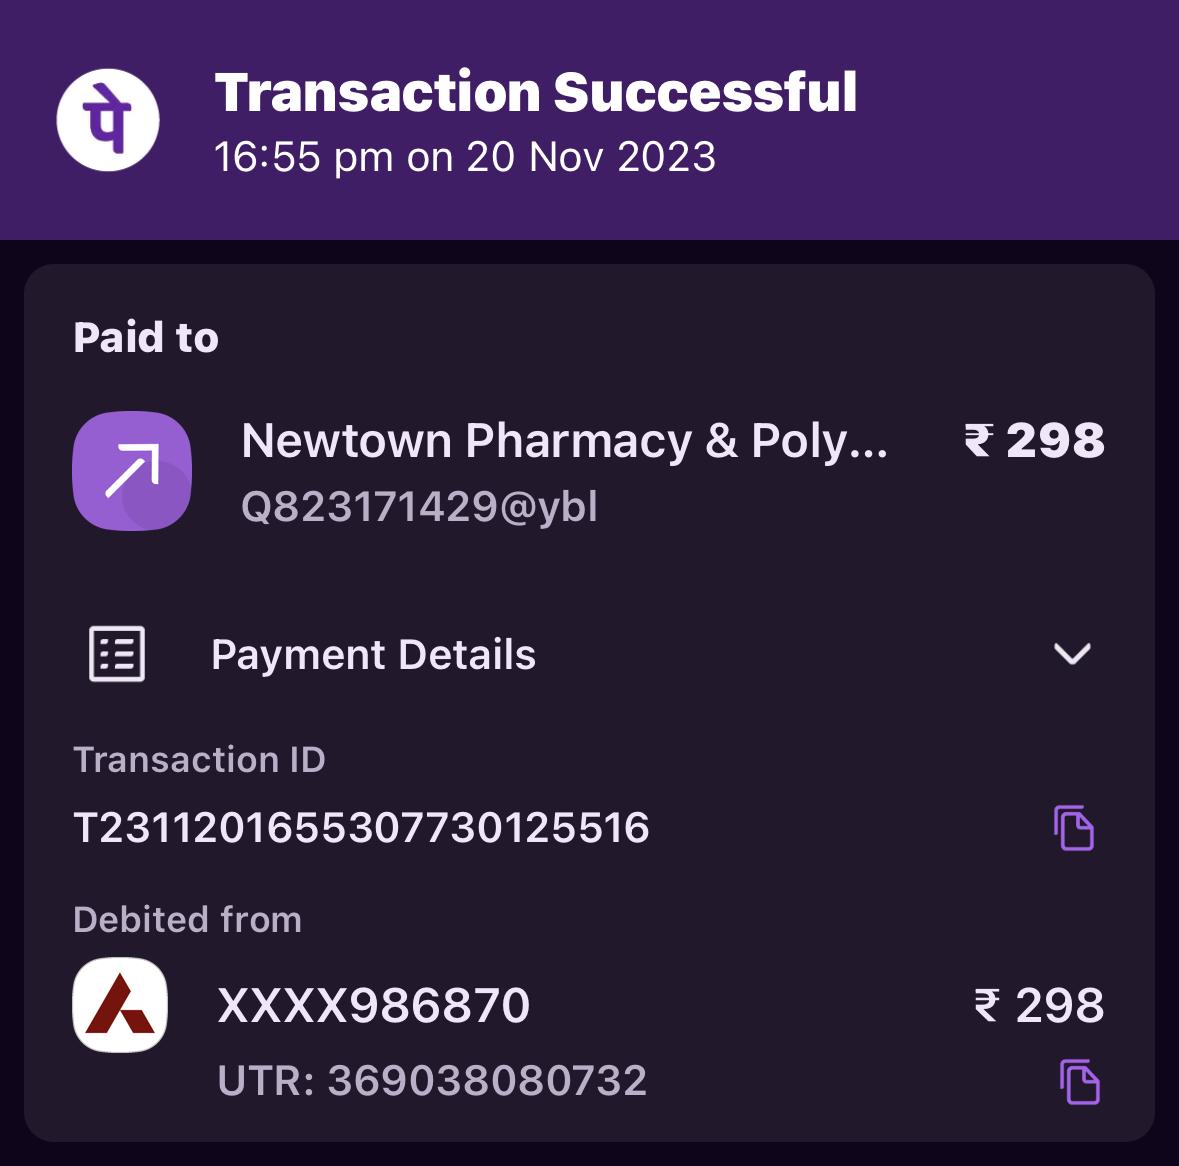 पे
Transaction Successful
16:55 pm on 20 Nov 2023
Paid to
Newtown Pharmacy & Poly...
₹ 298
Q823171429@ybl
Payment Details
Transaction ID
T2311201655307730125516
Debited from
XXXX986870
₹ 298
UTR: 369038080732